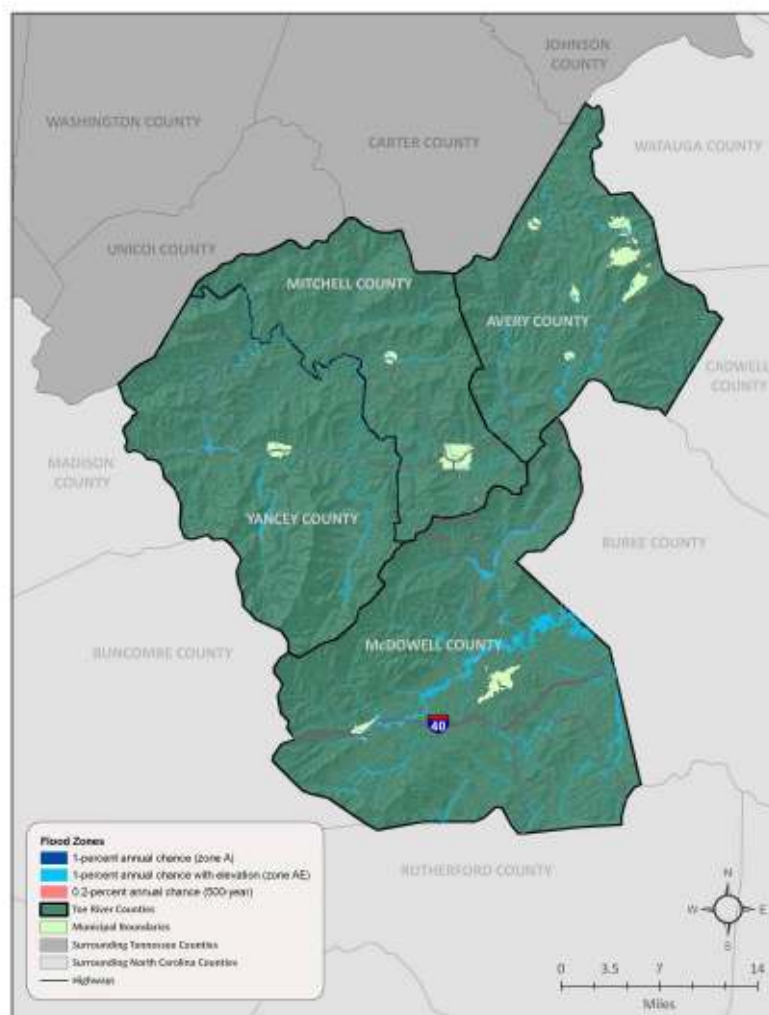 JOHNSON
COUNTY
WASHINGTON COUNTY
CARTER COUNTY
WATAUGA COUNTY
UNICOI COUNTY
MITCHELL COUNTY
AVERY COUNTY
CADWELL
COUNTY
MADISON
COUNTY
YANCEY COUNTY
BURKE COUNTY
BUNCOMBE COUNTY
McDOWELL COUNTY
40
RUTHERFORD COUNTY
Flood Zones
1-percent annual chance (zone A)
1-percent annual chance with elevation (zone AE)
0.2-percent annual chance (500-year)
Toe River Counties
Municipal Boundaries
Surrounding Tennessee Counties
Surrounding North Carolina Counties
Highways
N
W E
S
0 3.5 7 14
Miles